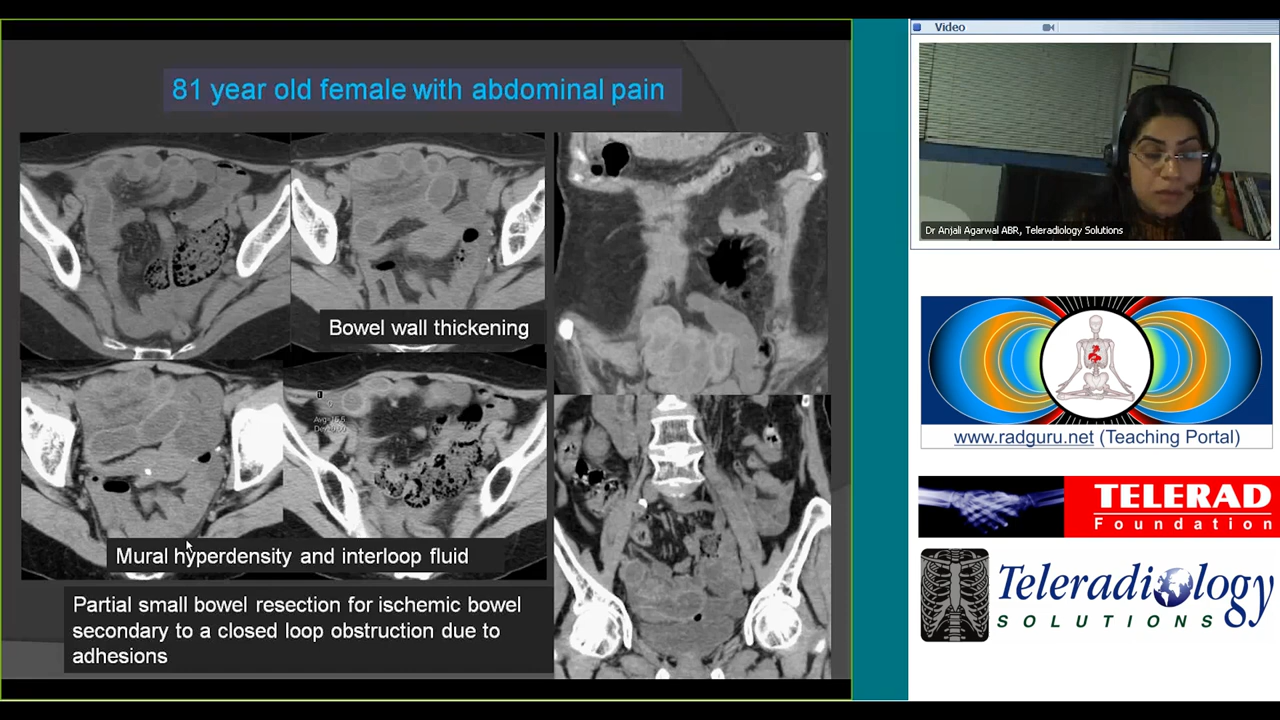 81 year old female with abdominal pain
Bowel wall thickening
Mural hyperdensity and interloop fluid
Partial small bowel resection for ischemic bowel
secondary to a closed loop obstruction due to
adhesions
Video
Dr Anjali Agarwal ABR, Teleradiology Solutions
www.radguru.net (Teaching Portal)
TELERAD
Foundation
Teleradiology
SOLUTIONS